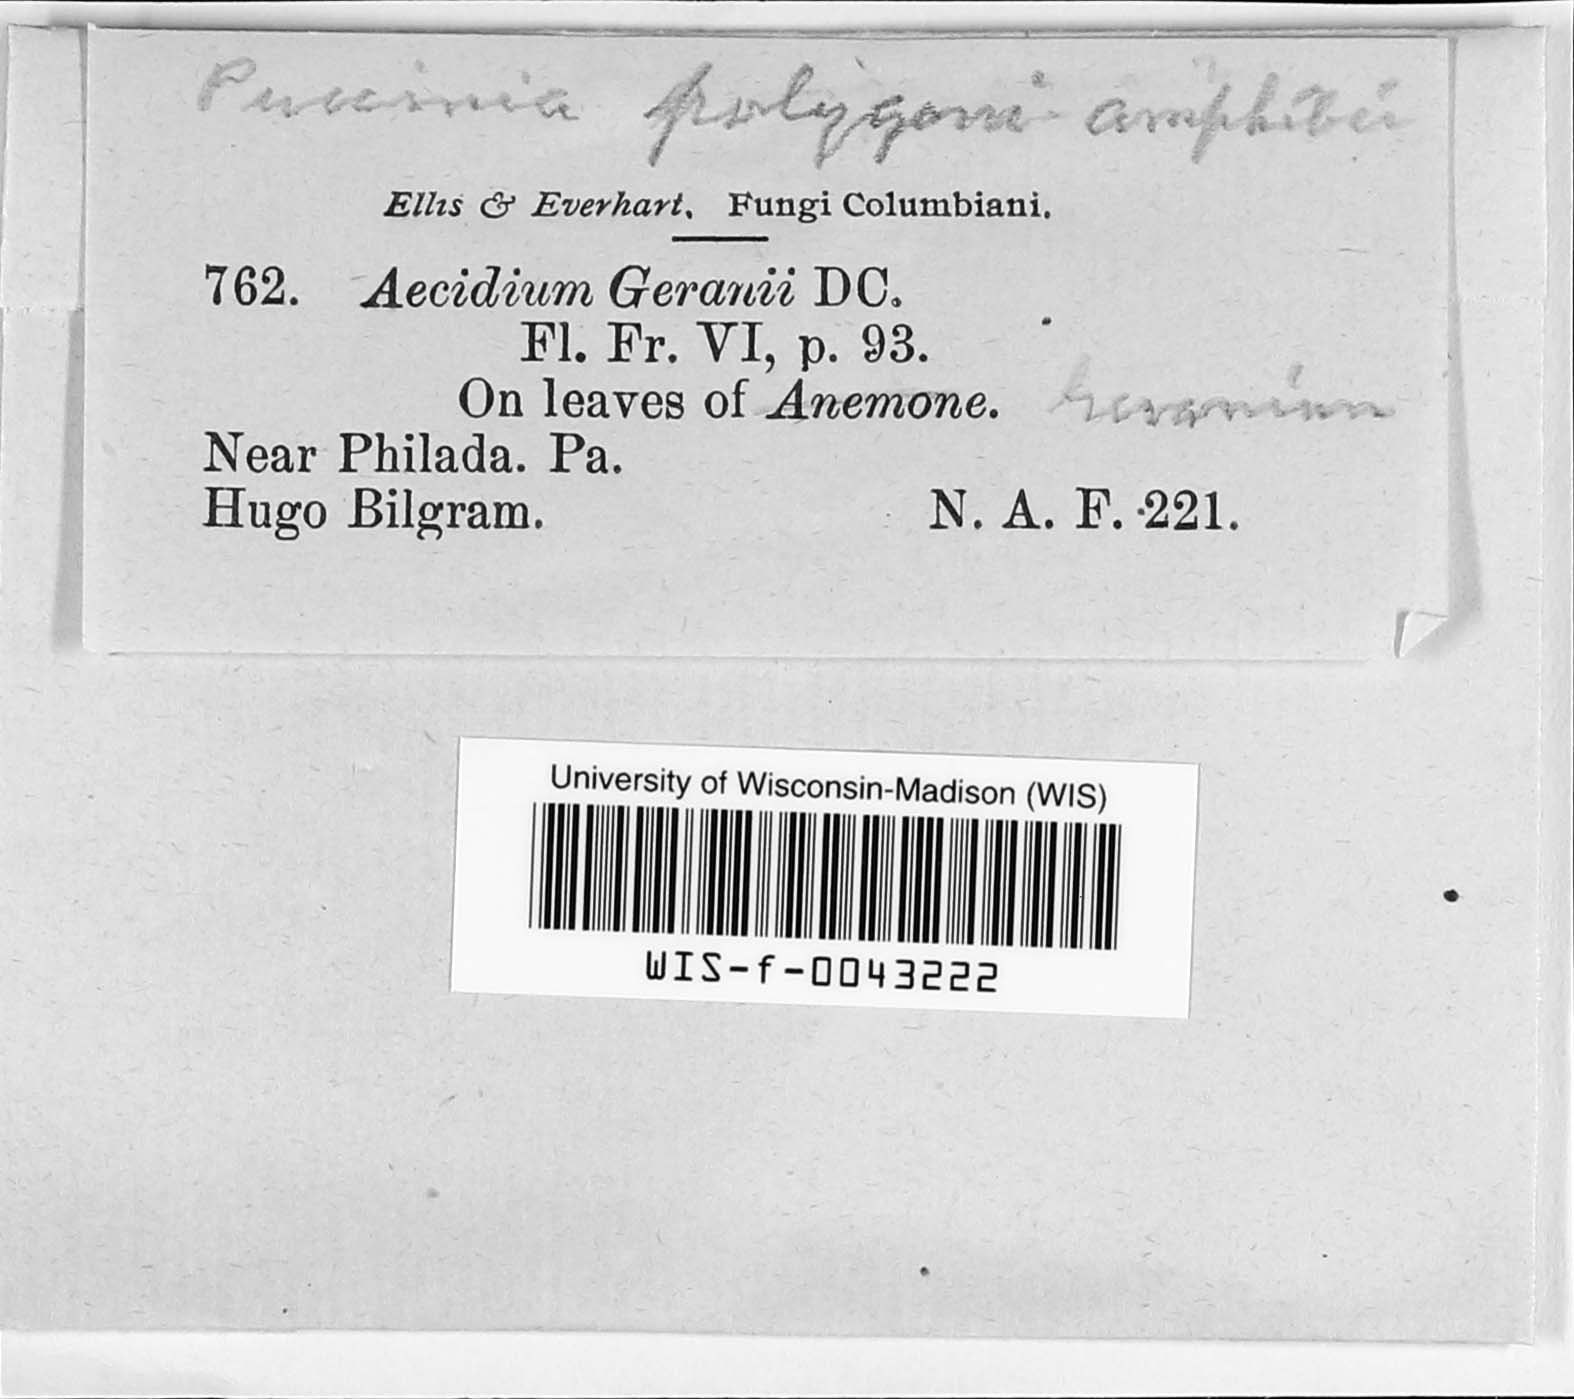 Puccinia polygoni-amphibii
Ellis & Everhart. Fungi Columbiani.
762. Aecidium Geranii DC.
Fl. Fr. VI, p. 93.
On leaves of Anemone. Geranium
Near Philada. Pa.
Hugo Bilgram. N. A. F. 221.
University of Wisconsin-Madison (WIS)
WIS-f-0043222